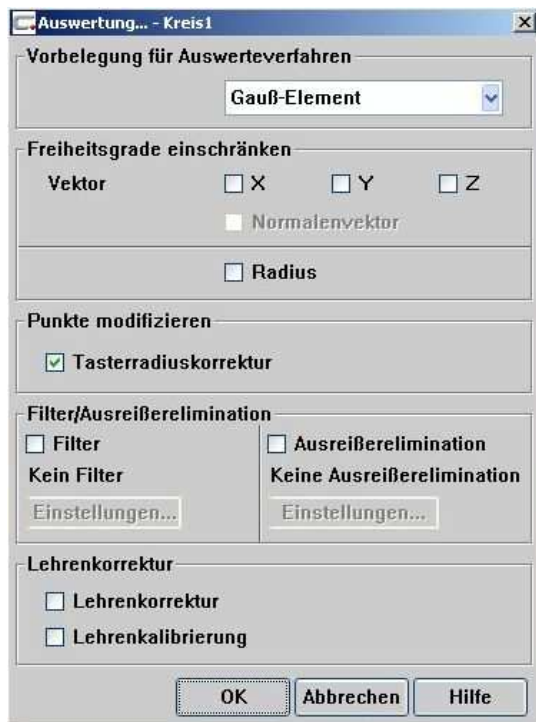 Auswertung... - Kreis1
Vorbelegung für Auswerteverfahren
Gauß-Element
Freiheitsgrade einschränken
Vektor X Y Z
Normalenvektor
Radius
Punkte modifizieren
Tasterradiuskorrektur
Filter/Ausreißerelimination
Filter Ausreißerelimination
Kein Filter Keine Ausreißerelimination
Einstellungen... Einstellungen...
Lehrenkorrektur
Lehrenkorrektur
Lehrenkalibrierung
OK Abbrechen Hilfe